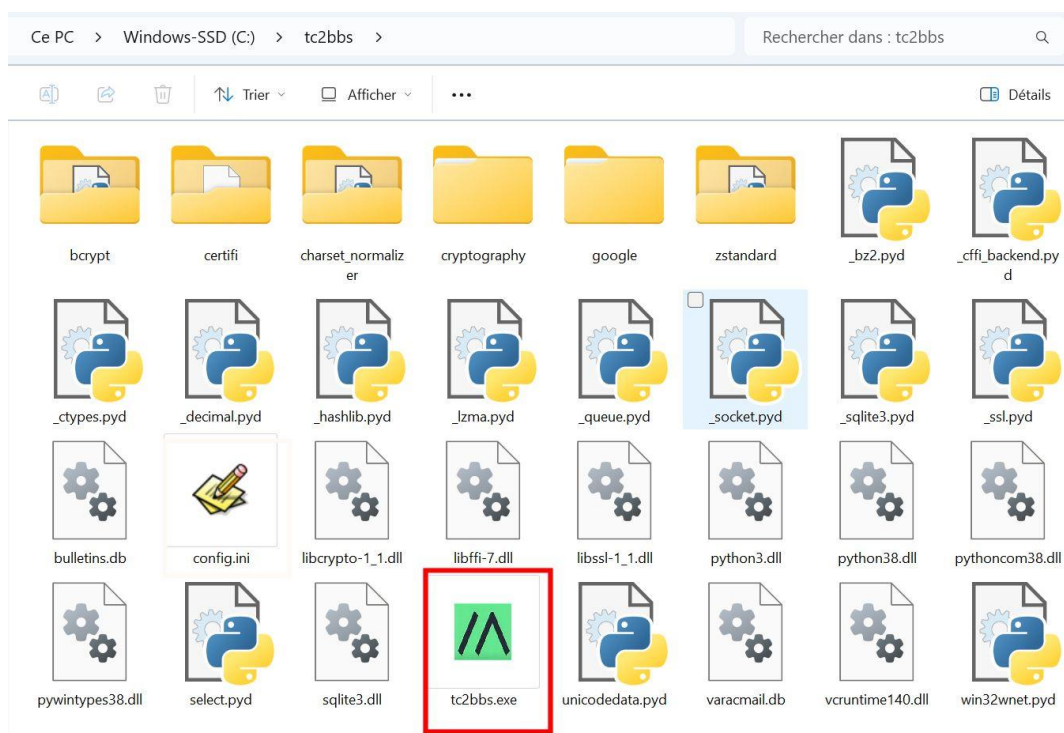 Ce PC > Windows-SSD (C:) > tc2bbs >
Rechercher dans : tc2bbs
Trier
Afficher
Détails
bcrypt
certifi
charset_normaliz
er
cryptography
google
zstandard
_bz2.pyd
_cffi_backend.py
d
_ctypes.pyd
_decimal.pyd
_hashlib.pyd
_lzma.pyd
_queue.pyd
_socket.pyd
_sqlite3.pyd
_ssl.pyd
bulletins.db
config.ini
libcrypto-1_1.dll
libffi-7.dll
libssl-1_1.dll
python3.dll
python38.dll
pythoncom38.dll
pywintypes38.dll
select.pyd
sqlite3.dll
tc2bbs.exe
unicodedata.pyd
varacmail.db
vcruntime140.dll
win32wnet.pyd